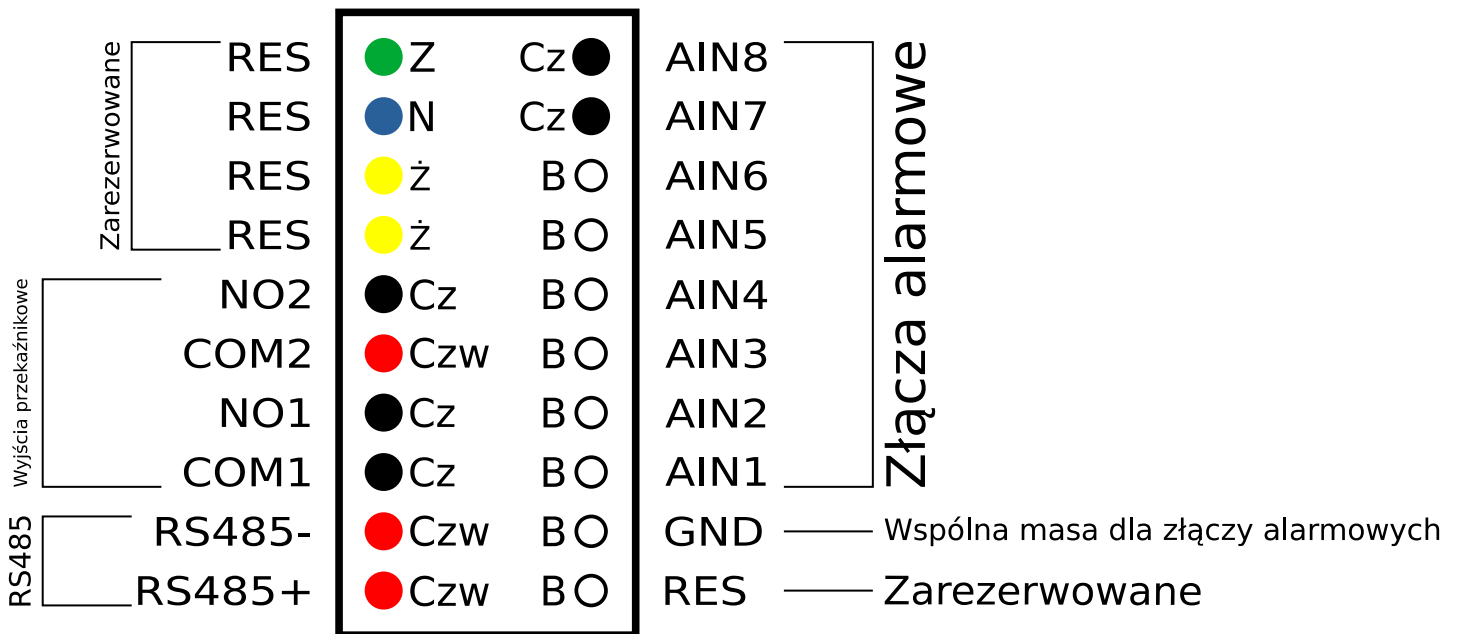 Zarezerwowane
RES Z Cz AIN8
RES N Cz AIN7
RES Ż B AIN6
RES Ż B AIN5
Wyjścia przekaźnikowe
NO2 Cz B AIN4
COM2 Czw B AIN3
NO1 Cz B AIN2
COM1 Cz B AIN1
Złącza alarmowe
RS485
RS485- Czw B GND Wspólna masa dla złączy alarmowych
RS485+ Czw B RES Zarezerwowane